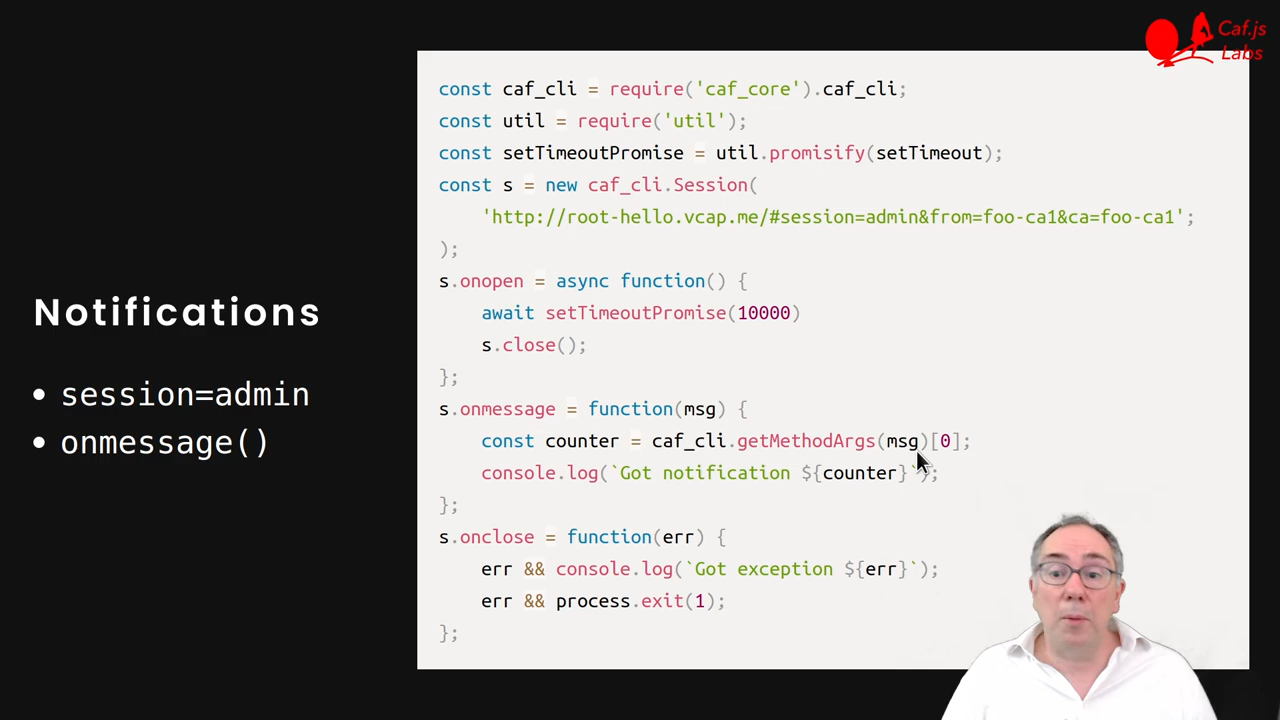 Caf.js
Labs
Notifications
• session=admin
• onmessage()
const caf_cli = require('caf_core').caf_cli;
const util = require('util');
const setTimeoutPromise = util.promisify(setTimeout);
const s = new caf_cli.Session(
    'http://root-hello.vcap.me/#session=admin&from=foo-ca1&ca=foo-ca1';
);
s.onopen = async function() {
    await setTimeoutPromise(10000)
    s.close();
};
s.onmessage = function(msg) {
    const counter = caf_cli.getMethodArgs(msg)[0];
    console.log(`Got notification ${counter}`);
};
s.onclose = function(err) {
    err && console.log(`Got exception ${err}`);
    err && process.exit(1);
};